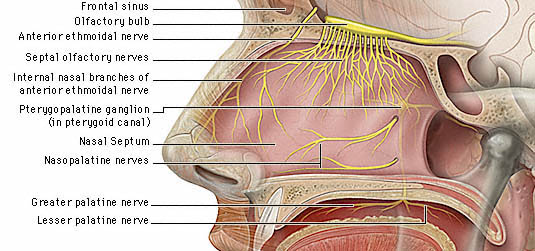 Frontal sinus
Olfactory bulb
Anterior ethmoidal nerve
Septal olfactory nerves
Internal nasal branches of
anterior ethmoidal nerve
Pterygopalatine ganglion
(in pterygoid canal)
Nasal Septum
Nasopalatine nerves
Greater palatine nerve
Lesser palatine nerve